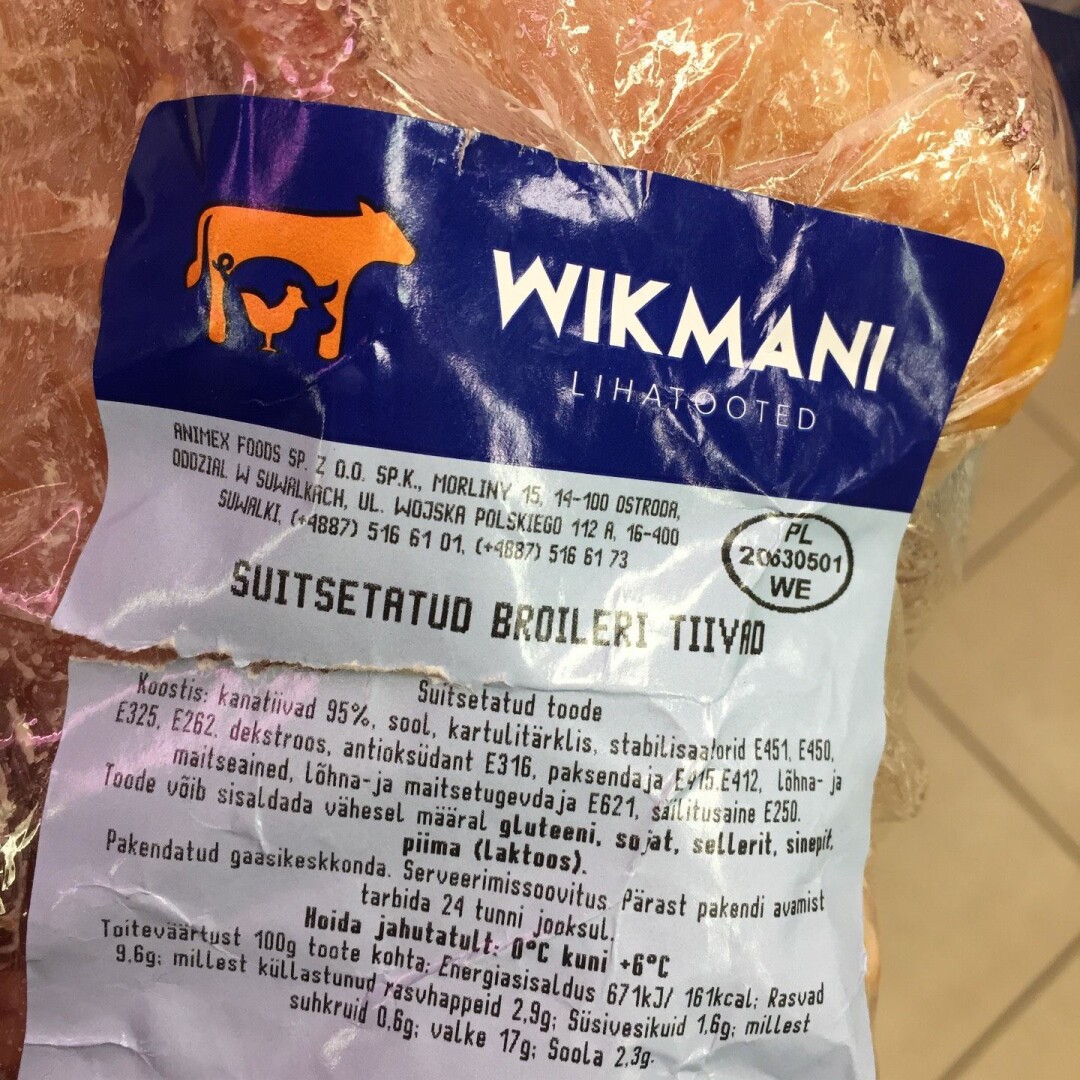 WIKMANI
LIHATOOTED
ANIMEX FOODS SP. Z O.O. SP.K., MORLINY 15, 14-100 OSTRODA,
ODDZIAL W SUWALKACH, UL. WOJSKA POLSKIEGO 112 A, 16-400
SUWALKI, (+4887) 516 61 01, (+4887) 516 61 73
PL
20630501
WE
SUITSETATUD BROILERI TIIVAD
Suitsetatud toode
Koostis: kanatiivad 95%, sool, kartulitärklis, stabilisaatorid E451, E450,
E325, E262, dekstroos, antioksüdant E316, paksendaja E415.E412, lõhna- ja
maitseained, lõhna-ja maitsetugevdaja E621, säilitusaine E250.
Toode võib sisaldada vähesel määral gluteeni, sojat, sellerit, sinepit,
piima (laktoos).
Pakendatud gaasikeskkonda. Serveerimissoovitus. Pärast pakendi avamist
tarbida 24 tunni jooksul.
Hoida jahutatult: 0°C kuni +6°C
Toiteväärtust 100g toote kohta: Energiasisaldus 671kJ/ 161kcal; Rasvad
9,6g; millest küllastunud rasvhappeid 2,9g; Süsivesikuid 1,6g; millest
suhkruid 0,6g; valke 17g; Soola 2,3g.